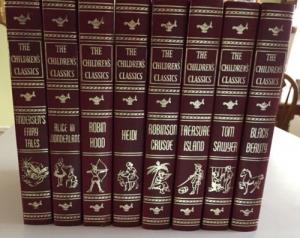 THE
CHILDRENS
CLASSICS
ANDERSEN'S
FAIRY
TALES
THE
CHILDRENS
CLASSICS
ALICE IN
WONDERLAND
THE
CHILDRENS
CLASSICS
ROBIN
HOOD
THE
CHILDRENS
CLASSICS
HEIDI
THE
CHILDRENS
CLASSICS
ROBINSON
CRUSOE
THE
CHILDRENS
CLASSICS
TREASURE
ISLAND
THE
CHILDRENS
CLASSICS
TOM
SAWYER
THE
CHILDRENS
CLASSICS
BLACK
BEAUTY